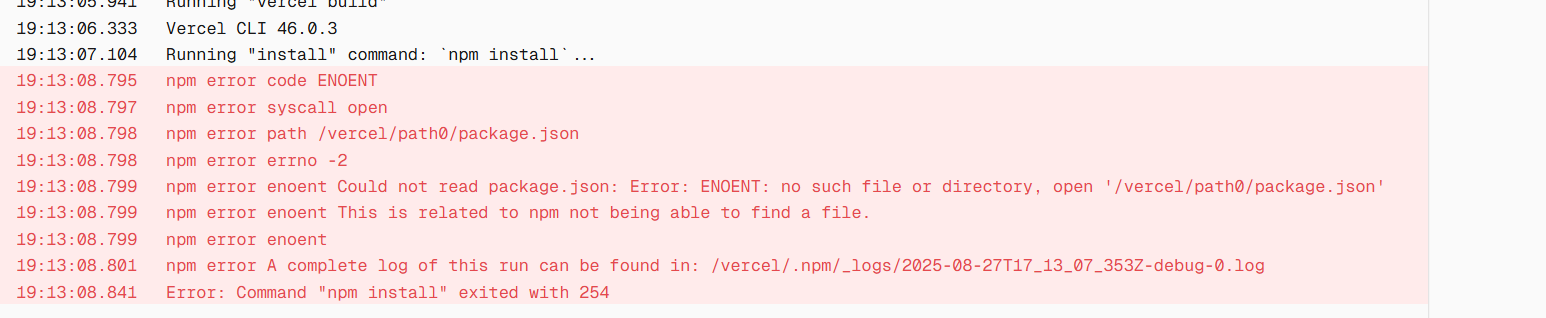 19:13:05.941 Running "vercel build"
19:13:06.333 Vercel CLI 46.0.3
19:13:07.104 Running "install" command: `npm install`...
19:13:08.795 npm error code ENOENT
19:13:08.797 npm error syscall open
19:13:08.798 npm error path /vercel/path0/package.json
19:13:08.798 npm error errno -2
19:13:08.799 npm error enoent Could not read package.json: Error: ENOENT: no such file or directory, open '/vercel/path0/package.json'
19:13:08.799 npm error enoent This is related to npm not being able to find a file.
19:13:08.799 npm error enoent
19:13:08.801 npm error A complete log of this run can be found in: /vercel/.npm/_logs/2025-08-27T17_13_07_353Z-debug-0.log
19:13:08.841 Error: Command "npm install" exited with 254